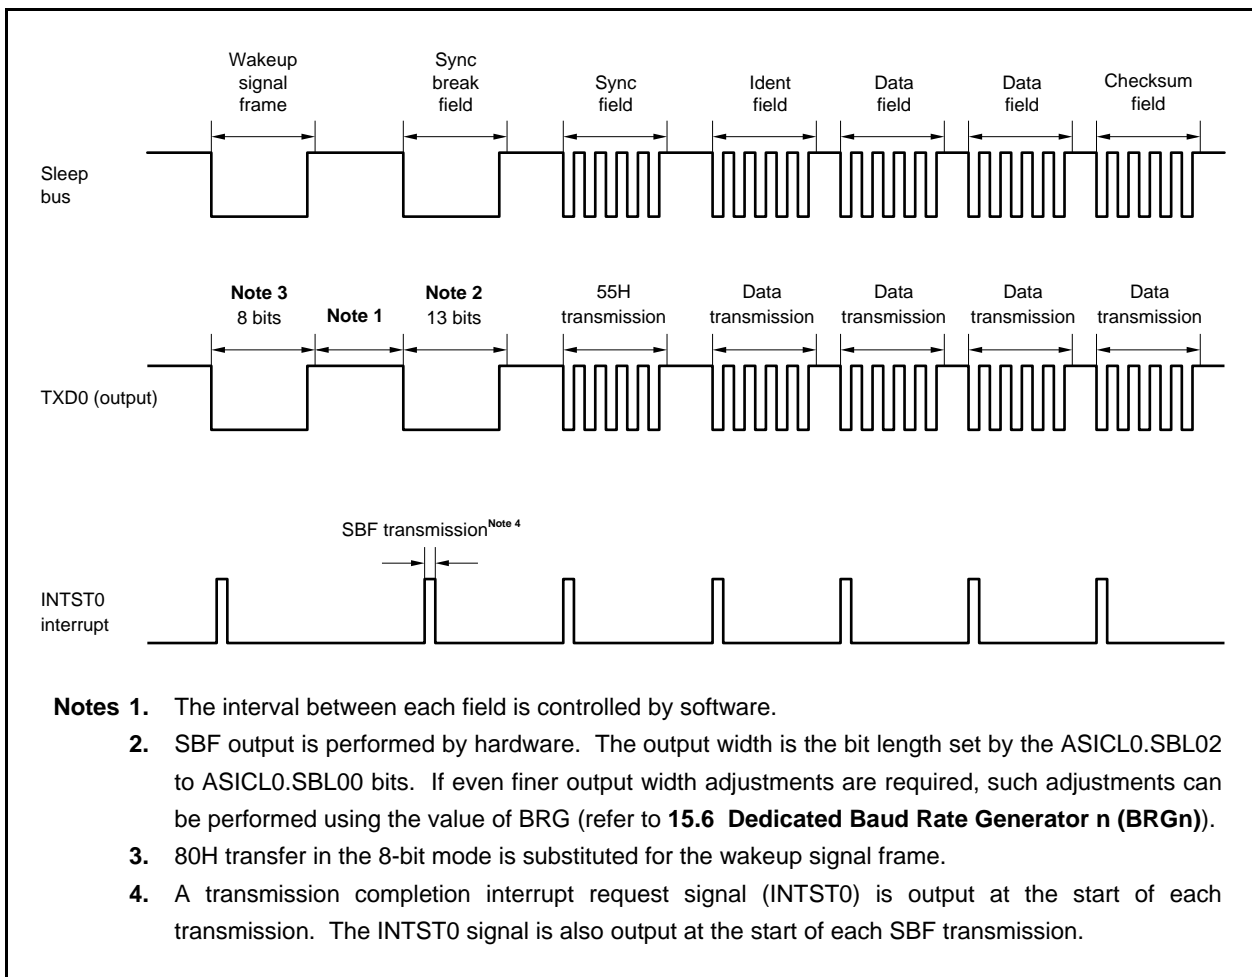 Wakeup
signal
frame
Sync
break
field
Sync
field
Ident
field
Data
field
Data
field
Checksum
field
Sleep
bus
Note 3
8 bits
Note 1
Note 2
13 bits
55H
transmission
Data
transmission
Data
transmission
Data
transmission
Data
transmission
TXD0 (output)
SBF transmission Note 4
INTST0
interrupt
Notes 1. The interval between each field is controlled by software.
2. SBF output is performed by hardware. The output width is the bit length set by the ASICL0.SBL02
to ASICL0.SBL00 bits. If even finer output width adjustments are required, such adjustments can
be performed using the value of BRG (refer to 15.6 Dedicated Baud Rate Generator n (BRGn)).
3. 80H transfer in the 8-bit mode is substituted for the wakeup signal frame.
4. A transmission completion interrupt request signal (INTST0) is output at the start of each
transmission. The INTST0 signal is also output at the start of each SBF transmission.